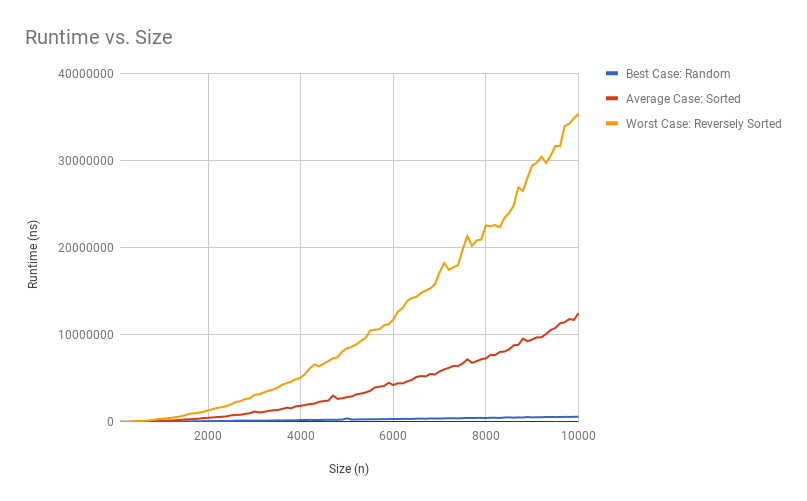 Runtime vs. Size
40000000
30000000
20000000
10000000
0
2000
4000
6000
8000
10000
Runtime (ns)
Size (n)
Best Case: Random
Average Case: Sorted
Worst Case: Reversely Sorted